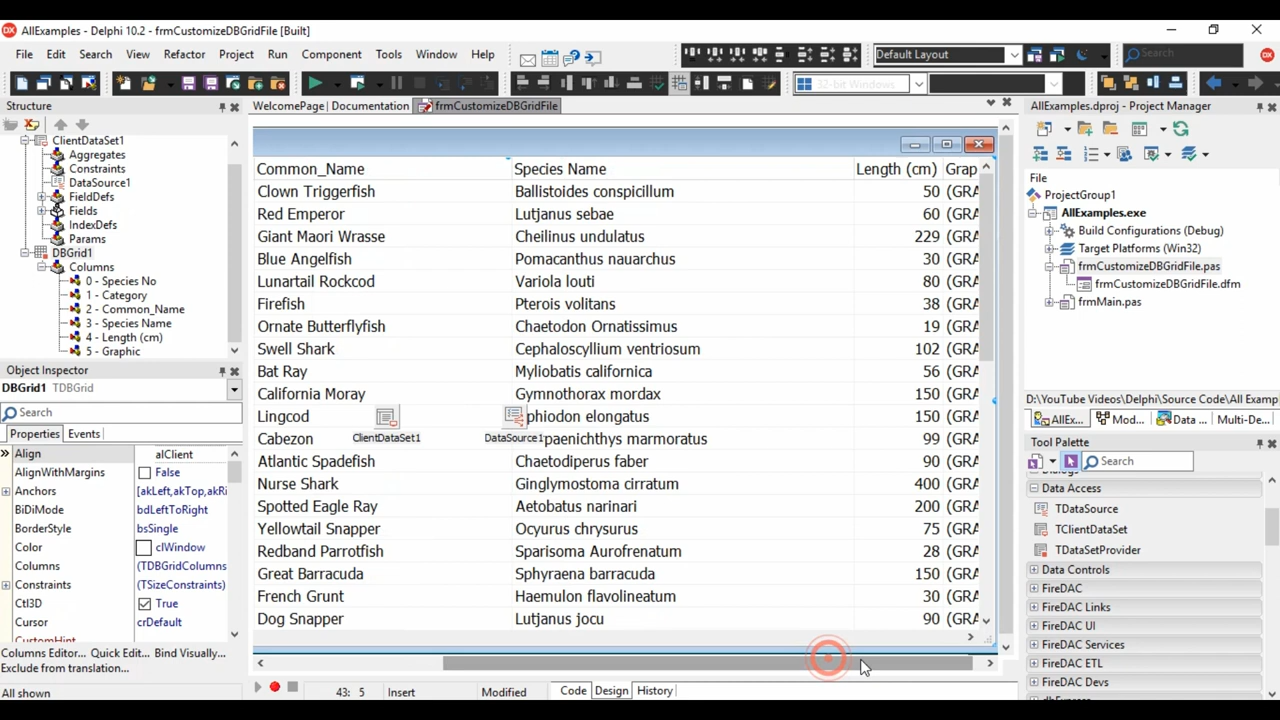 AllExamples - Delphi 10.2 - frmCustomizeDBGridFile [Built]
File Edit Search View Refactor Project Run Component Tools Window Help
Default Layout
Search
32-bit Windows
Structure
ClientDataSet1
Aggregates
Constraints
DataSource1
FieldDefs
Fields
IndexDefs
Params
DBGrid1
Columns
0 - Species No
1 - Category
2 - Common_Name
3 - Species Name
4 - Length (cm)
5 - Graphic
Object Inspector
DBGrid1 TDBGrid
Search
Properties Events
Align alClient
AlignWithMargins False
Anchors [akLeft,akTop,akRi
BiDiMode bdLeftToRight
BorderStyle bsSingle
Color clWindow
Columns (TDBGridColumns
Constraints (TSizeConstraints)
Ctl3D True
Cursor crDefault
CustomHint
Columns Editor... Quick Edit... Bind Visually...
Exclude from translation...
All shown
WelcomePage Documentation frmCustomizeDBGridFile
Common_Name Species Name Length (cm) Grap
Clown Triggerfish Ballistoides conspicillum 50 (GRA
Red Emperor Lutjanus sebae 60 (GRA
Giant Maori Wrasse Cheilinus undulatus 229 (GRA
Blue Angelfish Pomacanthus nauarchus 30 (GRA
Lunartail Rockcod Variola louti 80 (GRA
Firefish Pterois volitans 38 (GRA
Ornate Butterflyfish Chaetodon Ornatissimus 19 (GRA
Swell Shark Cephaloscyllium ventriosum 102 (GRA
Bat Ray Myliobatis californica 56 (GRA
California Moray Gymnothorax mordax 150 (GRA
Lingcod phiodon elongatus 150 (GRA
Cabezon paenichthys marmoratus 99 (GRA
ClientDataSet1 DataSource1
Atlantic Spadefish Chaetodiperus faber 90 (GRA
Nurse Shark Ginglymostoma cirratum 400 (GRA
Spotted Eagle Ray Aetobatus narinari 200 (GRA
Yellowtail Snapper Ocyurus chrysurus 75 (GRA
Redband Parrotfish Sparisoma Aurofrenatum 28 (GRA
Great Barracuda Sphyraena barracuda 150 (GRA
French Grunt Haemulon flavolineatum 30 (GRA
Dog Snapper Lutjanus jocu 90 (GRA
43: 5 Insert Modified Code Design History
AllExamples.dproj - Project Manager
File
ProjectGroup1
AllExamples.exe
Build Configurations (Debug)
Target Platforms (Win32)
frmCustomizeDBGridFile.pas
frmCustomizeDBGridFile.dfm
frmMain.pas
D:\YouTube Videos\Delphi\Source Code\All Examp
AllEx... Mod... Data ... Multi-De...
Tool Palette
Search
Dialogs
Data Access
TDataSource
TClientDataSet
TDataSetProvider
Data Controls
FireDAC
FireDAC Links
FireDAC UI
FireDAC Services
FireDAC ETL
FireDAC Devs
dbExpress